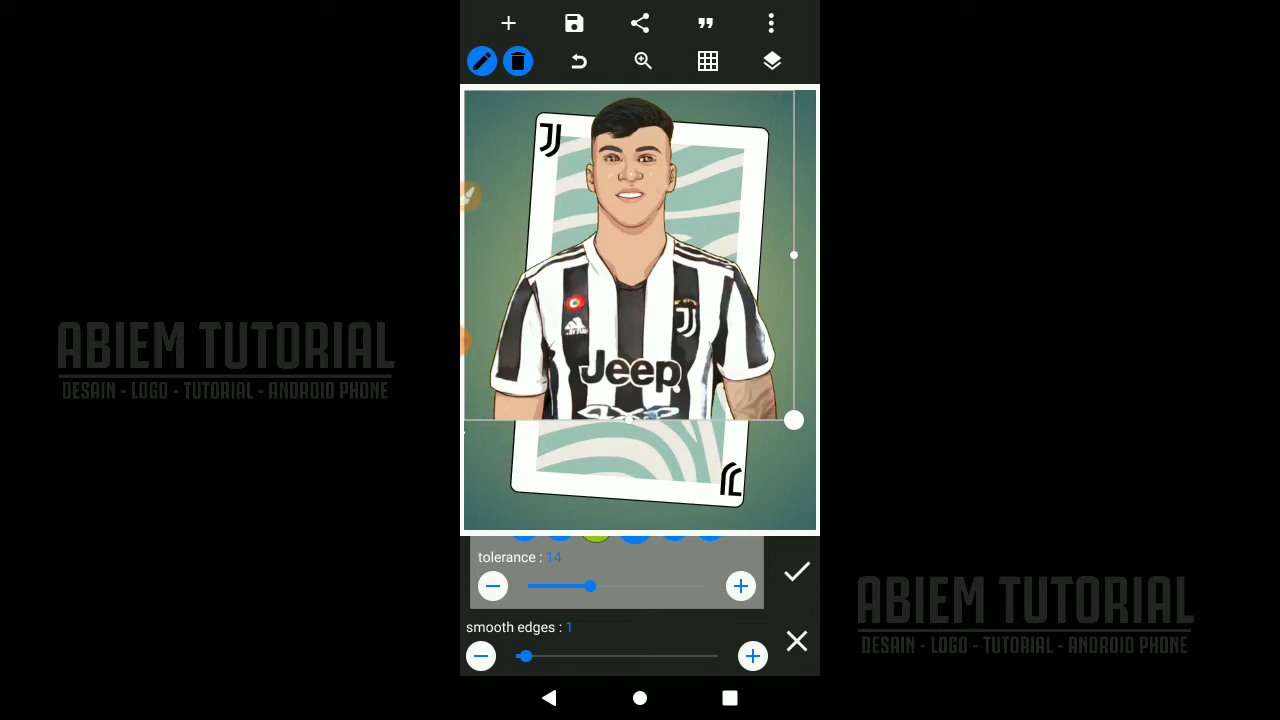 Jeep
ABIEM TUTORIAL
DESAIN - LOGO - TUTORIAL - ANDROID PHONE
tolerance : 14
smooth edges : 1
ABIEM TUTORIAL
DESAIN - LOGO - TUTORIAL - ANDROID PHONE